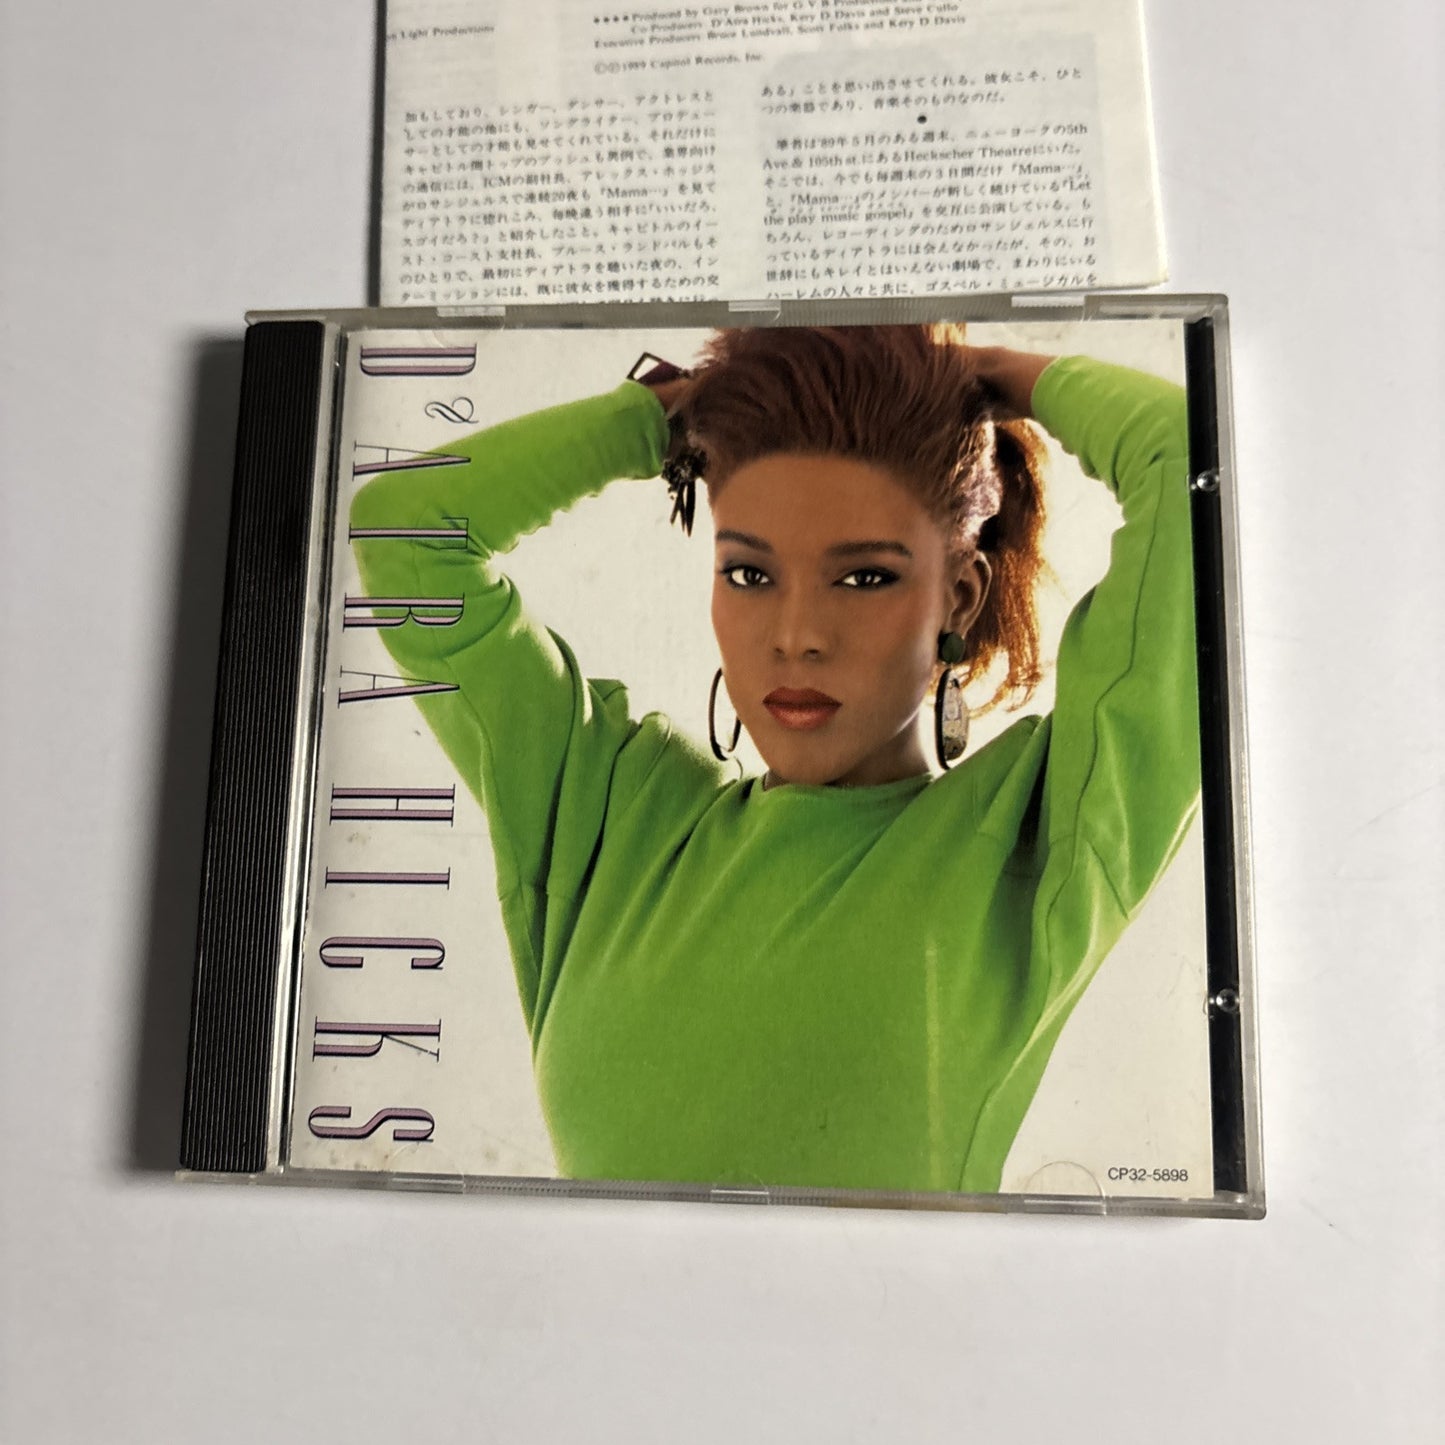 Produced by Gary Brown for G V B Productions and
Co-Producers: D'Atra Hicks, Kery D Davis and Steve Cullo
Executive Producers: Bruce Lundvall, Scott Folks and Kery D Davis
Light Productions
©℗1989 Capitol Records, Inc.
加もしており、シンガー、ダンサー、アクトレスと
しての才能の他にも、ソングライター、プロデュー
サーとしての才能も見せてくれている。それだけに
キャピトル側トップのプッシュも異例で、業界向け
の通信には、ICMの副社長、アレックス・ホッジス
がロサンジェルスで連続20夜も『Mama…』を見て
ディアトラに惚れこみ、毎晩違う相手に「いいだろ、
スゴイだろ?」と紹介したこと。キャピトルのイー
スト・コースト支社長、ブルース・ランドバルもそ
のひとりで、最初にディアトラを聴いた夜の、イン
ターミッションには、既に彼女を獲得するための交
ある」ことを思い出させてくれる。彼女こそ、ひと
つの楽器であり、音楽そのものなのだ。
●
筆者は'89年5月のある週末、ニューヨークの5th
Ave.& 105th st.にあるHeckscher Theatreにいた。
そこでは、今でも毎週末の3日間だけ『Mama…』
と、『Mama…』のメンバーが新しく続けている『Let
the play music gospel』を交互に公演している。も
ちろん、レコーディングのためロサンジェルスに行
っているディアトラには会えなかったが、その、お
世辞にもキレイとはいえない劇場で、まわりにいる
ハーレムの人々と共に、ゴスペル・ミュージカルを
D'ATRA HICKS
CP32-5898